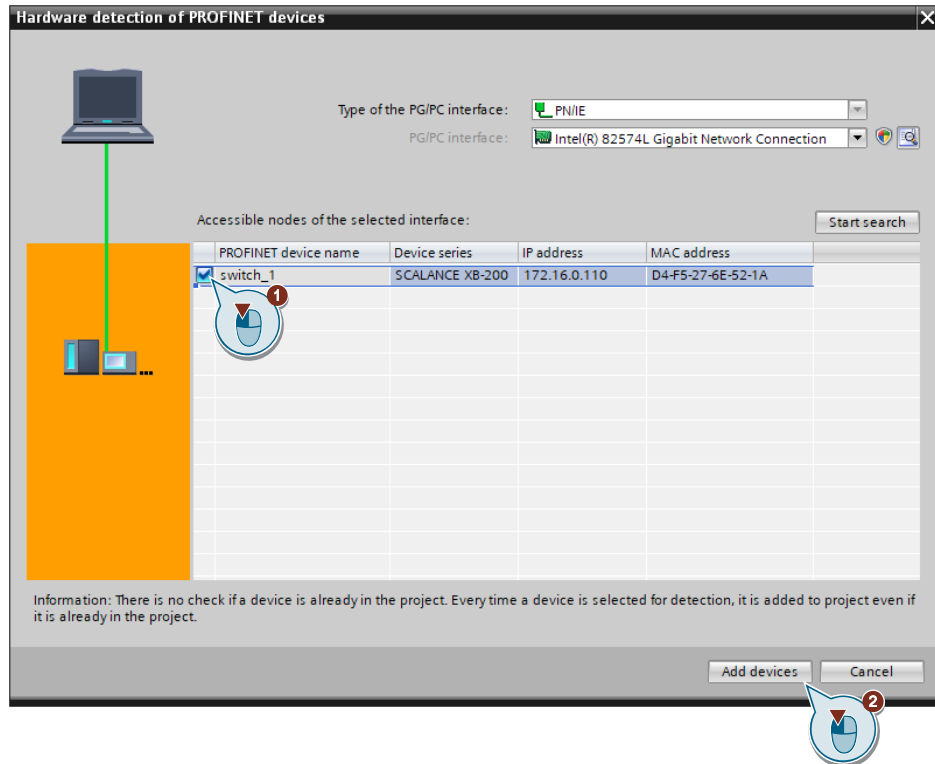 Hardware detection of PROFINET devices
Type of the PG/PC interface: PN/IE
PG/PC interface: Intel(R) 82574L Gigabit Network Connection
Accessible nodes of the selected interface: Start search
PROFINET device name Device series IP address MAC address
switch_1 SCALANCE XB-200 172.16.0.110 D4-F5-27-6E-52-1A
1
...
Information: There is no check if a device is already in the project. Every time a device is selected for detection, it is added to project even if
it is already in the project.
Add devices Cancel
2